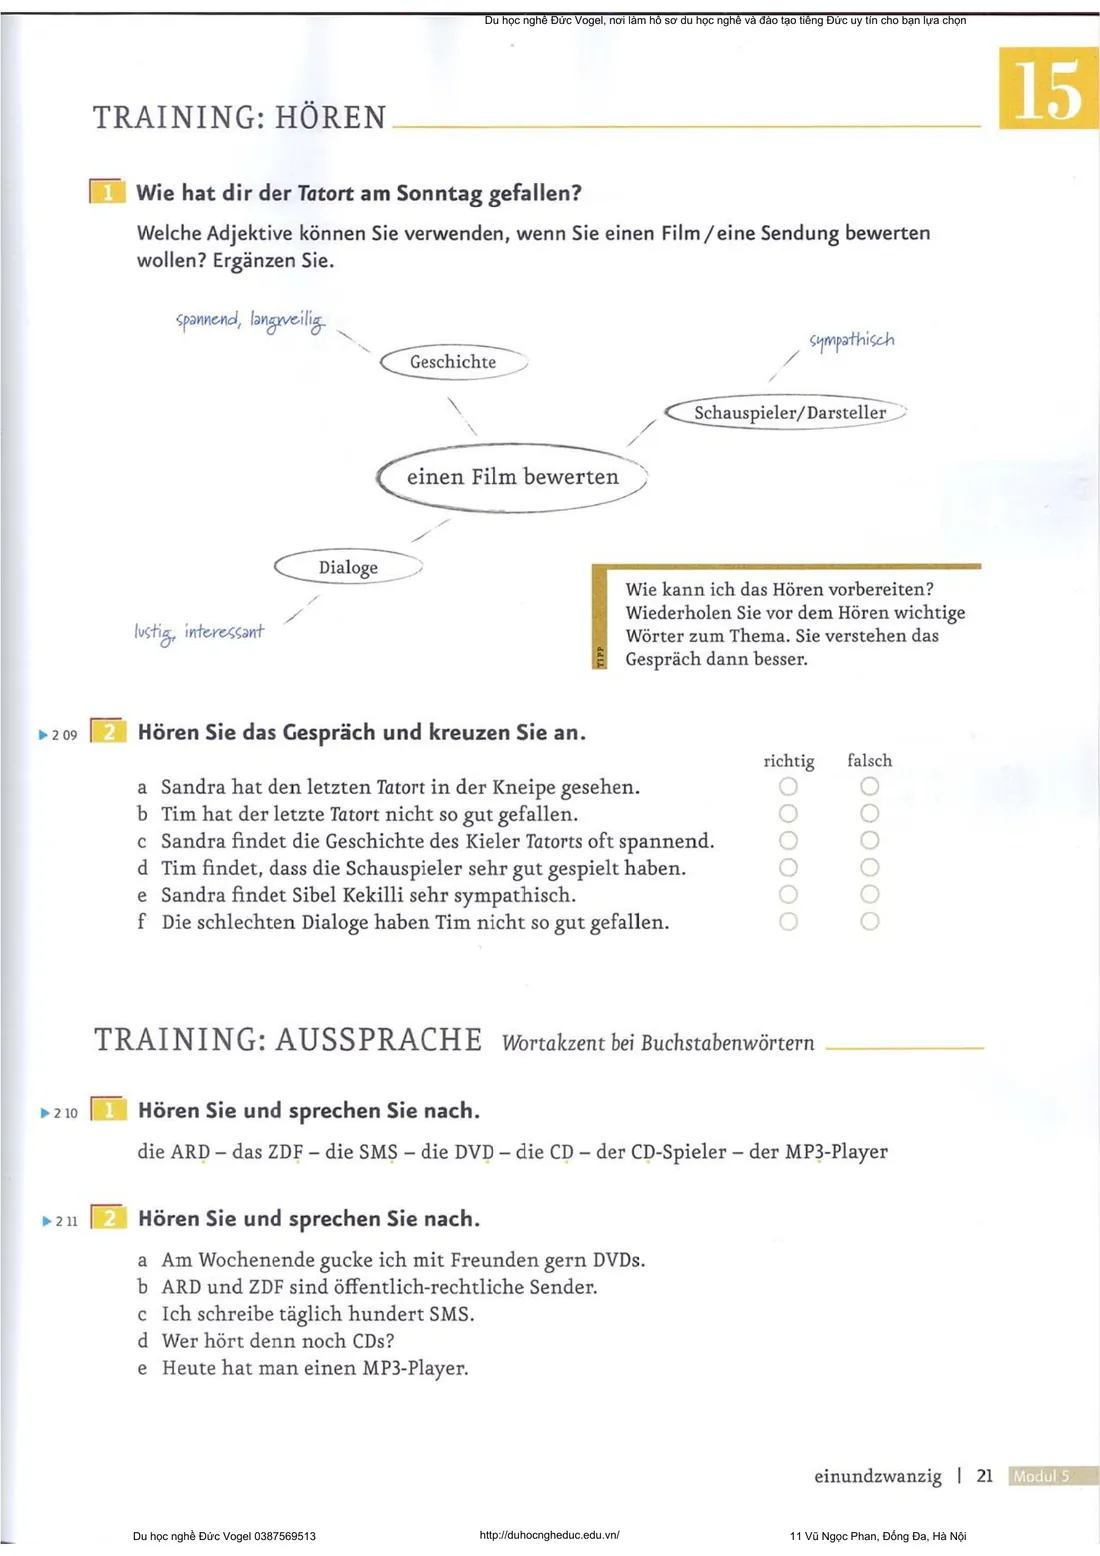 Du học nghề Đức Vogel, nơi làm hồ sơ du học nghề và đào tạo tiếng Đức uy tín cho bạn lựa chọn
15
TRAINING: HÖREN
1 Wie hat dir der Tatort am Sonntag gefallen?
Welche Adjektive können Sie verwenden, wenn Sie einen Film / eine Sendung bewerten
wollen? Ergänzen Sie.
spannend, langweilig
sympathisch
Geschichte
Schauspieler/Darsteller
einen Film bewerten
Dialoge
lustig, interessant
TIPP
Wie kann ich das Hören vorbereiten?
Wiederholen Sie vor dem Hören wichtige
Wörter zum Thema. Sie verstehen das
Gespräch dann besser.
▶ 2 09 2 Hören Sie das Gespräch und kreuzen Sie an.
richtig falsch
a Sandra hat den letzten Tatort in der Kneipe gesehen.
b Tim hat der letzte Tatort nicht so gut gefallen.
c Sandra findet die Geschichte des Kieler Tatorts oft spannend.
d Tim findet, dass die Schauspieler sehr gut gespielt haben.
e Sandra findet Sibel Kekilli sehr sympathisch.
f Die schlechten Dialoge haben Tim nicht so gut gefallen.
TRAINING: AUSSPRACHE Wortakzent bei Buchstabenwörtern
▶ 2 10 1 Hören Sie und sprechen Sie nach.
die ARD – das ZDF – die SMS – die DVD – die CD – der CD-Spieler – der MP3-Player
▶ 2 11 2 Hören Sie und sprechen Sie nach.
a Am Wochenende gucke ich mit Freunden gern DVDs.
b ARD und ZDF sind öffentlich-rechtliche Sender.
c Ich schreibe täglich hundert SMS.
d Wer hört denn noch CDs?
e Heute hat man einen MP3-Player.
einundzwanzig | 21 Modul 5
Du học nghề Đức Vogel 0387569513 http://duhocngheduc.edu.vn/ 11 Vũ Ngọc Phan, Đống Đa, Hà Nội